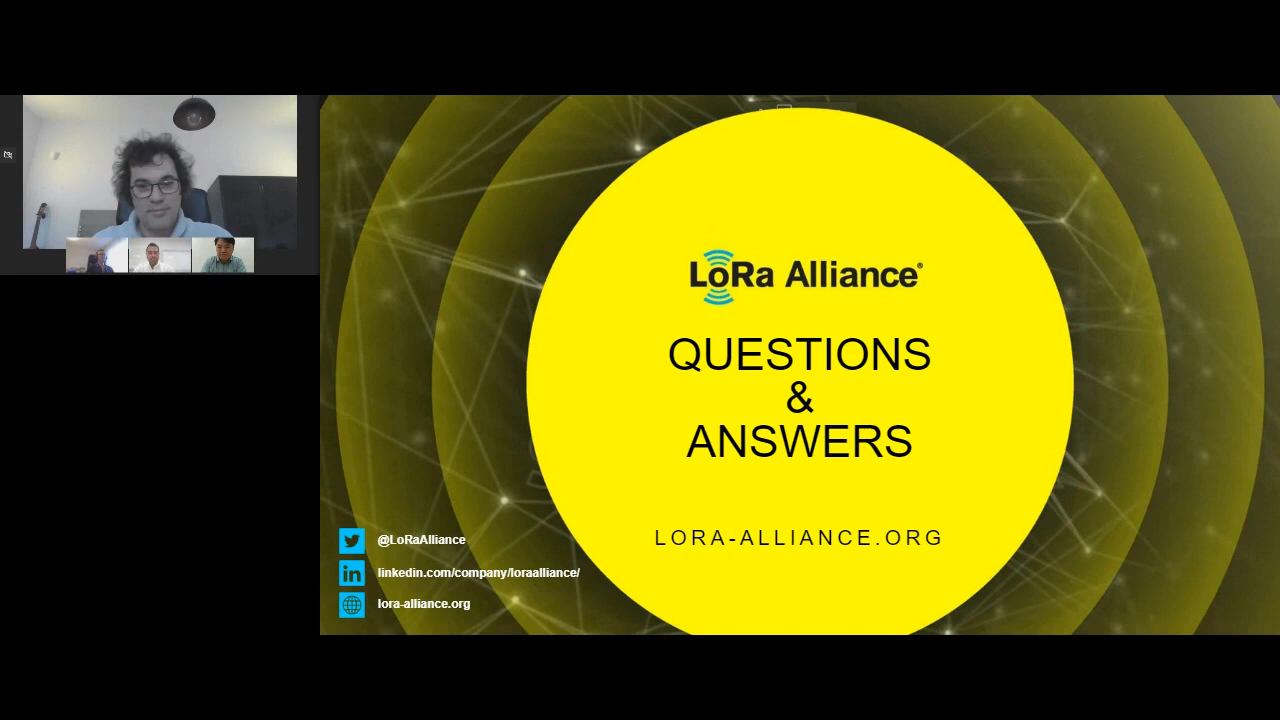 LoRa Alliance®
QUESTIONS
&
ANSWERS
LORA-ALLIANCE.ORG
@LoRaAlliance
linkedin.com/company/loraalliance/
lora-alliance.org